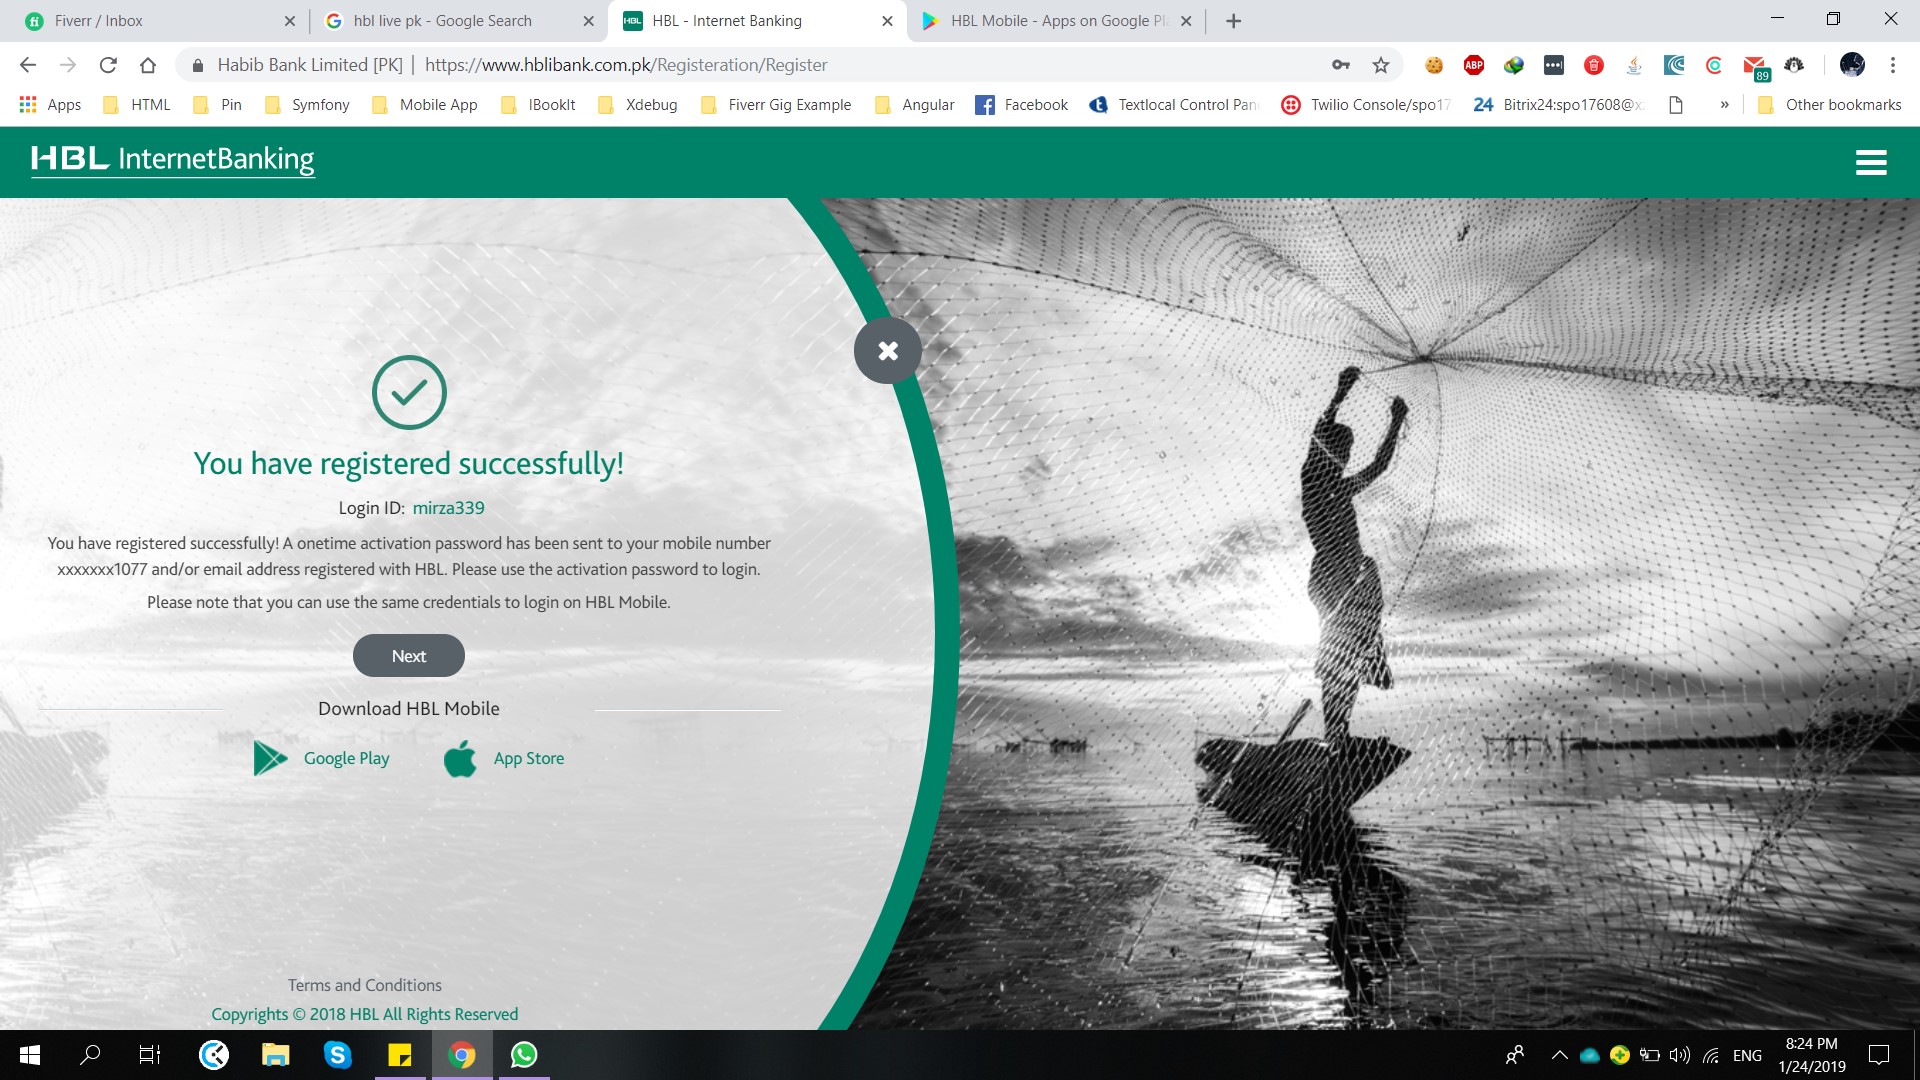 Fiverr / Inbox
hbl live pk - Google Search
HBL HBL - Internet Banking
HBL Mobile - Apps on Google Pl
Habib Bank Limited [PK] | https://www.hblibank.com.pk/Registeration/Register
ABP
89
Apps HTML Pin Symfony Mobile App IBookIt Xdebug Fiverr Gig Example Angular Facebook Textlocal Control Pan Twilio Console/spo17 24 Bitrix24:spo17608@x » Other bookmarks
HBL InternetBanking
You have registered successfully!
Login ID: mirza339
You have registered successfully! A onetime activation password has been sent to your mobile number
xxxxxxx1077 and/or email address registered with HBL. Please use the activation password to login.
Please note that you can use the same credentials to login on HBL Mobile.
Next
Download HBL Mobile
Google Play App Store
Terms and Conditions
Copyrights © 2018 HBL All Rights Reserved
ENG
8:24 PM
1/24/2019